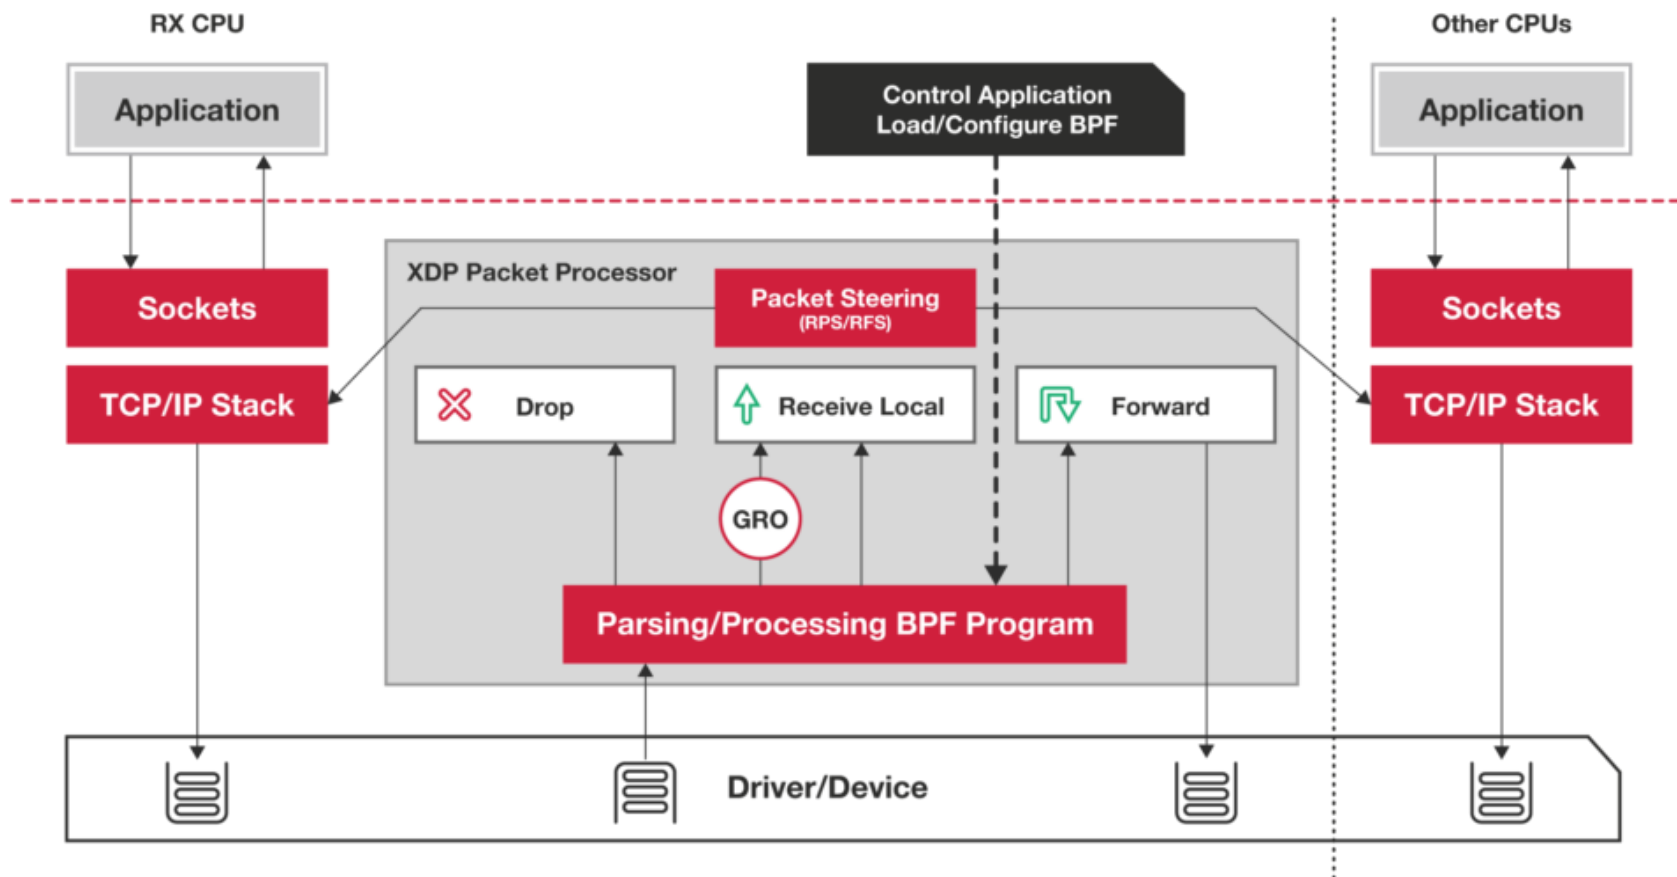 RX CPU
Other CPUs
Application
Control Application
Load/Configure BPF
Application
XDP Packet Processor
Sockets
Packet Steering
(RPS/RFS)
Sockets
TCP/IP Stack
Drop
Receive Local
Forward
TCP/IP Stack
GRO
Parsing/Processing BPF Program
Driver/Device